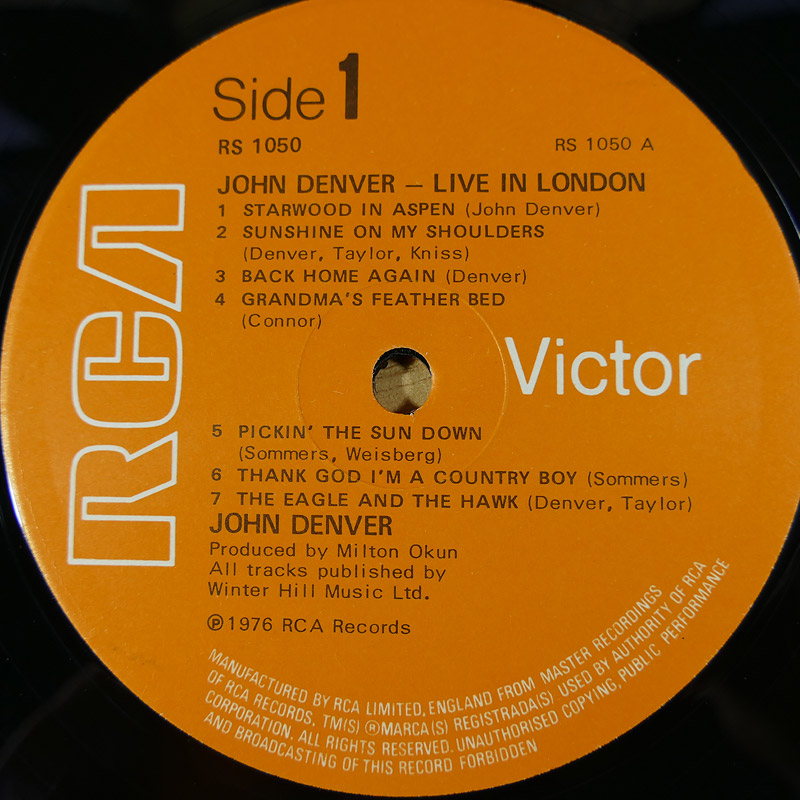 Side 1
RS 1050
RS 1050 A
JOHN DENVER – LIVE IN LONDON
1 STARWOOD IN ASPEN (John Denver)
2 SUNSHINE ON MY SHOULDERS
(Denver, Taylor, Kniss)
3 BACK HOME AGAIN (Denver)
4 GRANDMA'S FEATHER BED
(Connor)
RCA
Victor
5 PICKIN' THE SUN DOWN
(Sommers, Weisberg)
6 THANK GOD I'M A COUNTRY BOY (Sommers)
7 THE EAGLE AND THE HAWK (Denver, Taylor)
JOHN DENVER
Produced by Milton Okun
All tracks published by
Winter Hill Music Ltd.
℗1976 RCA Records
MANUFACTURED BY RCA LIMITED, ENGLAND FROM MASTER RECORDINGS
OF RCA RECORDS. TM(S) ®MARCA(S) REGISTRADA(S) USED BY AUTHORITY OF RCA
CORPORATION. ALL RIGHTS RESERVED. UNAUTHORISED COPYING, PUBLIC PERFORMANCE
AND BROADCASTING OF THIS RECORD FORBIDDEN